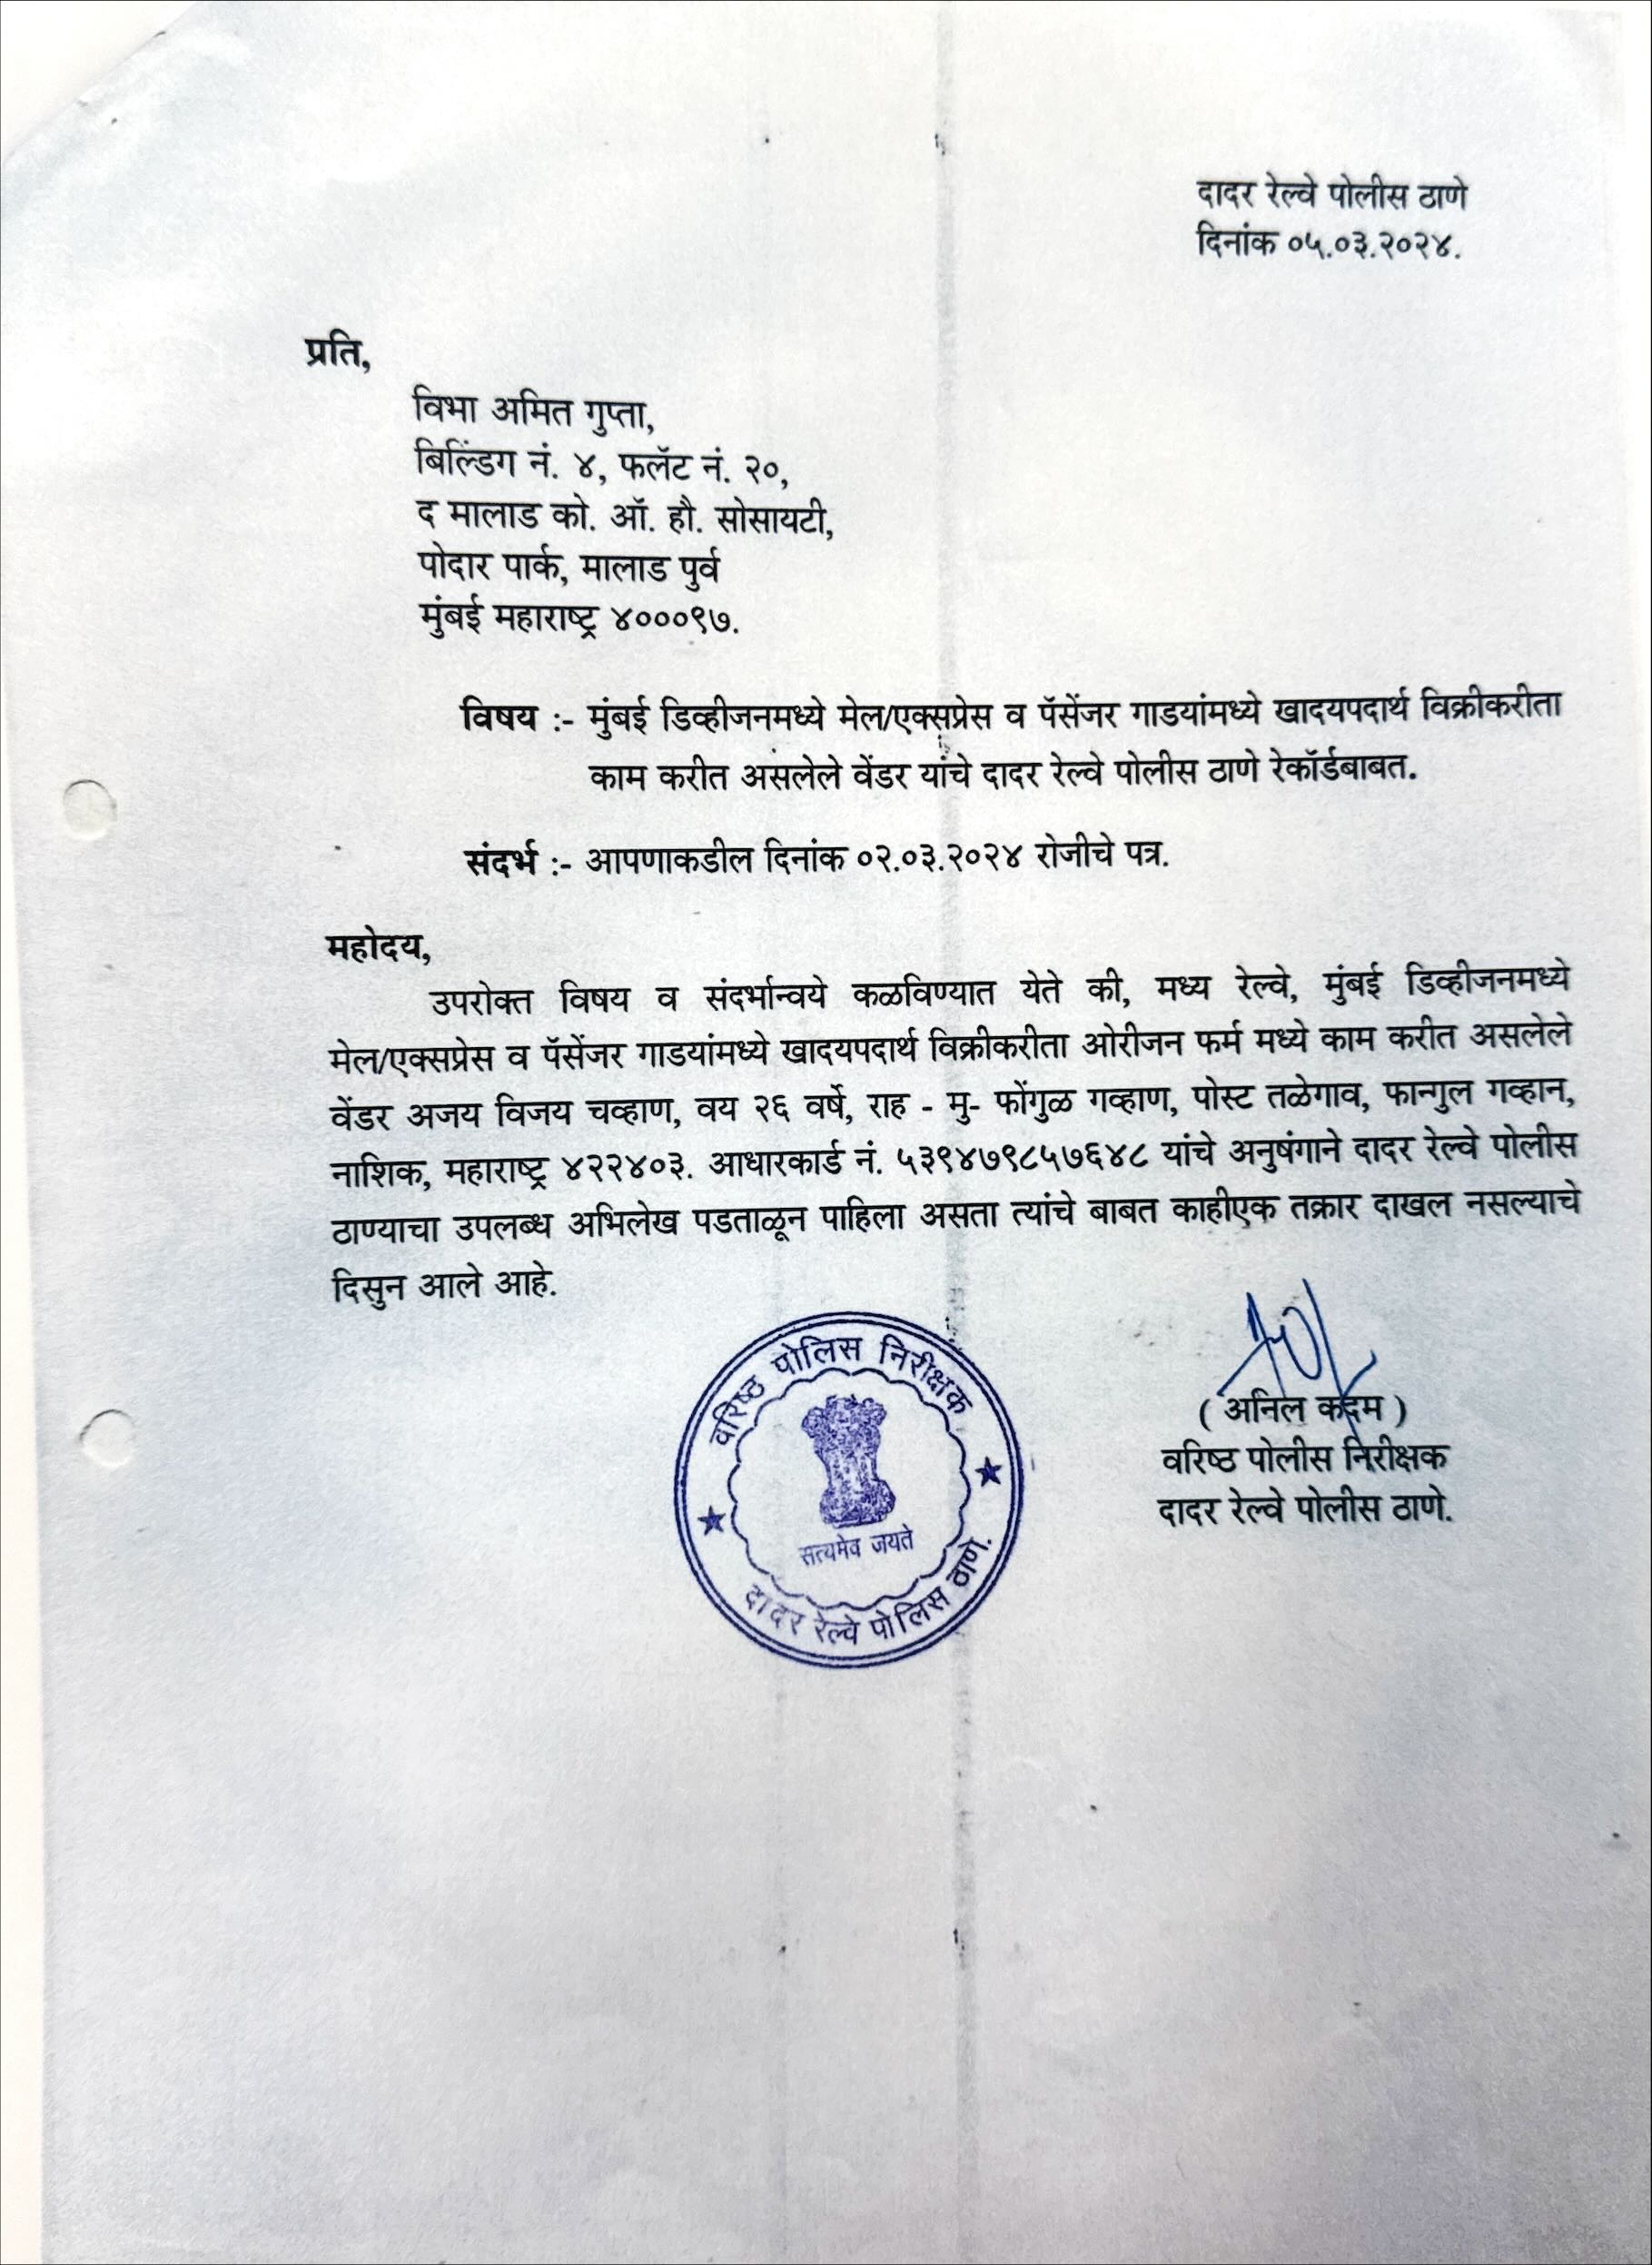 दादर रेल्वे पोलीस ठाणे
दिनांक ०५.०३.२०२४.
प्रति,
विभा अमित गुप्ता,
बिल्डिंग नं. ४, फलॅट नं. २०,
द मालाड को. ऑ. हौ. सोसायटी,
पोदार पार्क, मालाड पुर्व
मुंबई महाराष्ट्र ४०००९७.
विषय :- मुंबई डिव्हीजनमध्ये मेल/एक्सप्रेस व पॅसेंजर गाडयांमध्ये खादयपदार्थ विक्रीकरीता
काम करीत असलेले वेंडर यांचे दादर रेल्वे पोलीस ठाणे रेकॉर्डबाबत.
संदर्भ :- आपणाकडील दिनांक ०२.०३.२०२४ रोजीचे पत्र.
महोदय,
उपरोक्त विषय व संदर्भान्वये कळविण्यात येते की, मध्य रेल्वे, मुंबई डिव्हीजनमध्ये
मेल/एक्सप्रेस व पॅसेंजर गाडयांमध्ये खादयपदार्थ विक्रीकरीता ओरीजन फर्म मध्ये काम करीत असलेले
वेंडर अजय विजय चव्हाण, वय २६ वर्षे, राह - मु- फोंगुळ गव्हाण, पोस्ट तळेगाव, फान्गुल गव्हान,
नाशिक, महाराष्ट्र ४२२४०३. आधारकार्ड नं. ५३९४७९८५७६४८ यांचे अनुषंगाने दादर रेल्वे पोलीस
ठाण्याचा उपलब्ध अभिलेख पडताळून पाहिला असता त्यांचे बाबत काहीएक तक्रार दाखल नसल्याचे
दिसुन आले आहे.
वरिष्ठ पोलिस निरीक्षक
सत्यमेव जयते
दादर रेल्वे पोलिस ठाणे.
( अनिल कदम )
वरिष्ठ पोलीस निरीक्षक
दादर रेल्वे पोलीस ठाणे.